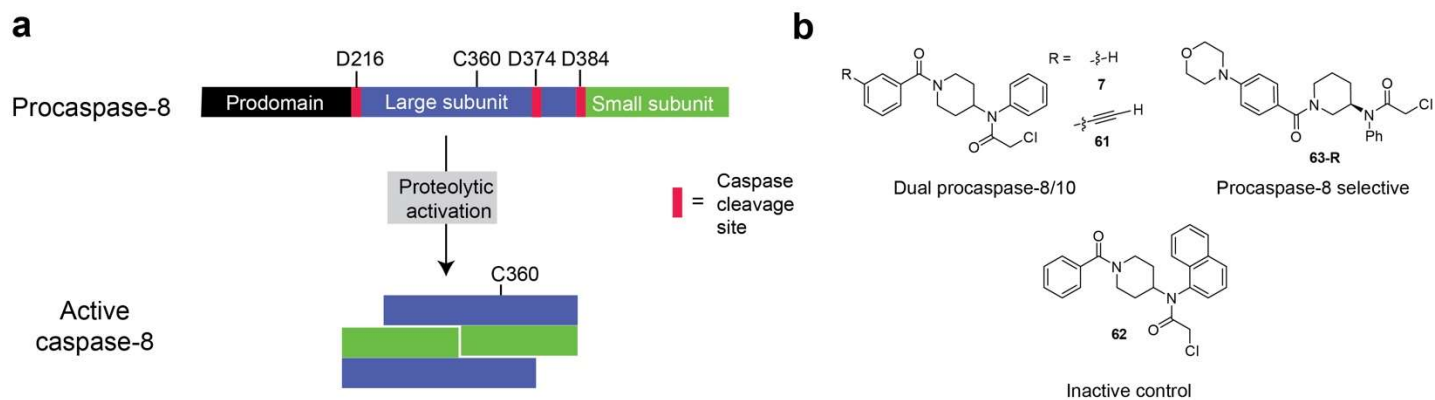 a
D216
C360
D374
D384
Procaspase-8
Prodomain
Large subunit
Small subunit
Proteolytic
activation
=
Caspase
cleavage
site
C360
Active
caspase-8
b
R
O
N
N
O
Cl
R =
H
7
H
61
Dual procaspase-8/10
O
N
N
O
O
N
Ph
Cl
63-R
Procaspase-8 selective
O
N
N
O
Cl
62
Inactive control